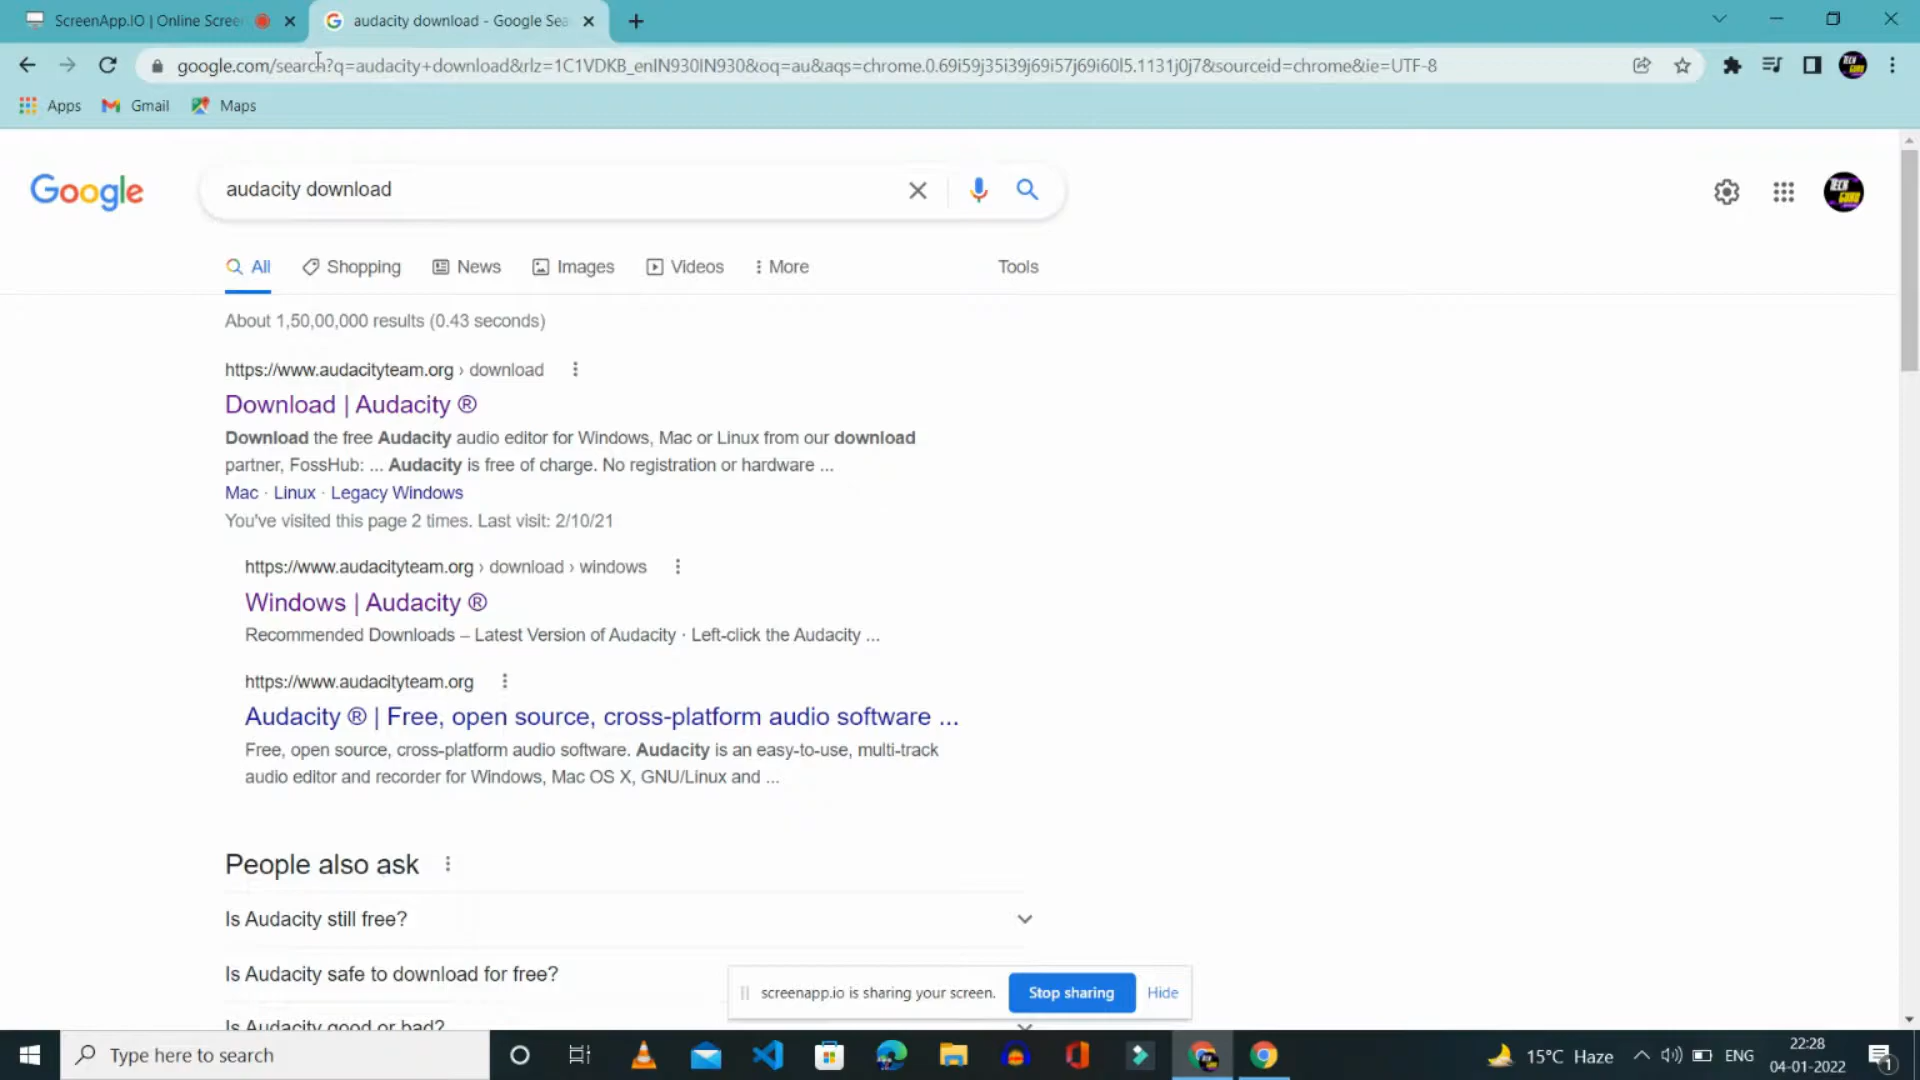 ScreenApp.IO | Online Scree
audacity download - Google Sea
google.com/search?q=audacity+download&rlz=1C1VDKB_enIN930IN930&oq=au&aqs=chrome.0.69i59j35i39j69i57j69i60l5.1131j0j7&sourceid=chrome&ie=UTF-8
Apps Gmail Maps
Google
audacity download
All Shopping News Images Videos More Tools
About 1,50,00,000 results (0.43 seconds)
https://www.audacityteam.org › download
Download | Audacity ®
Download the free Audacity audio editor for Windows, Mac or Linux from our download
partner, FossHub: ... Audacity is free of charge. No registration or hardware ...
Mac · Linux · Legacy Windows
You've visited this page 2 times. Last visit: 2/10/21
https://www.audacityteam.org › download › windows
Windows | Audacity ®
Recommended Downloads – Latest Version of Audacity · Left-click the Audacity ...
https://www.audacityteam.org
Audacity ® | Free, open source, cross-platform audio software ...
Free, open source, cross-platform audio software. Audacity is an easy-to-use, multi-track
audio editor and recorder for Windows, Mac OS X, GNU/Linux and ...
People also ask
Is Audacity still free?
Is Audacity safe to download for free?
Is Audacity good or bad?
screenapp.io is sharing your screen. Stop sharing Hide
Type here to search
15°C Haze
ENG
22:28
04-01-2022
1